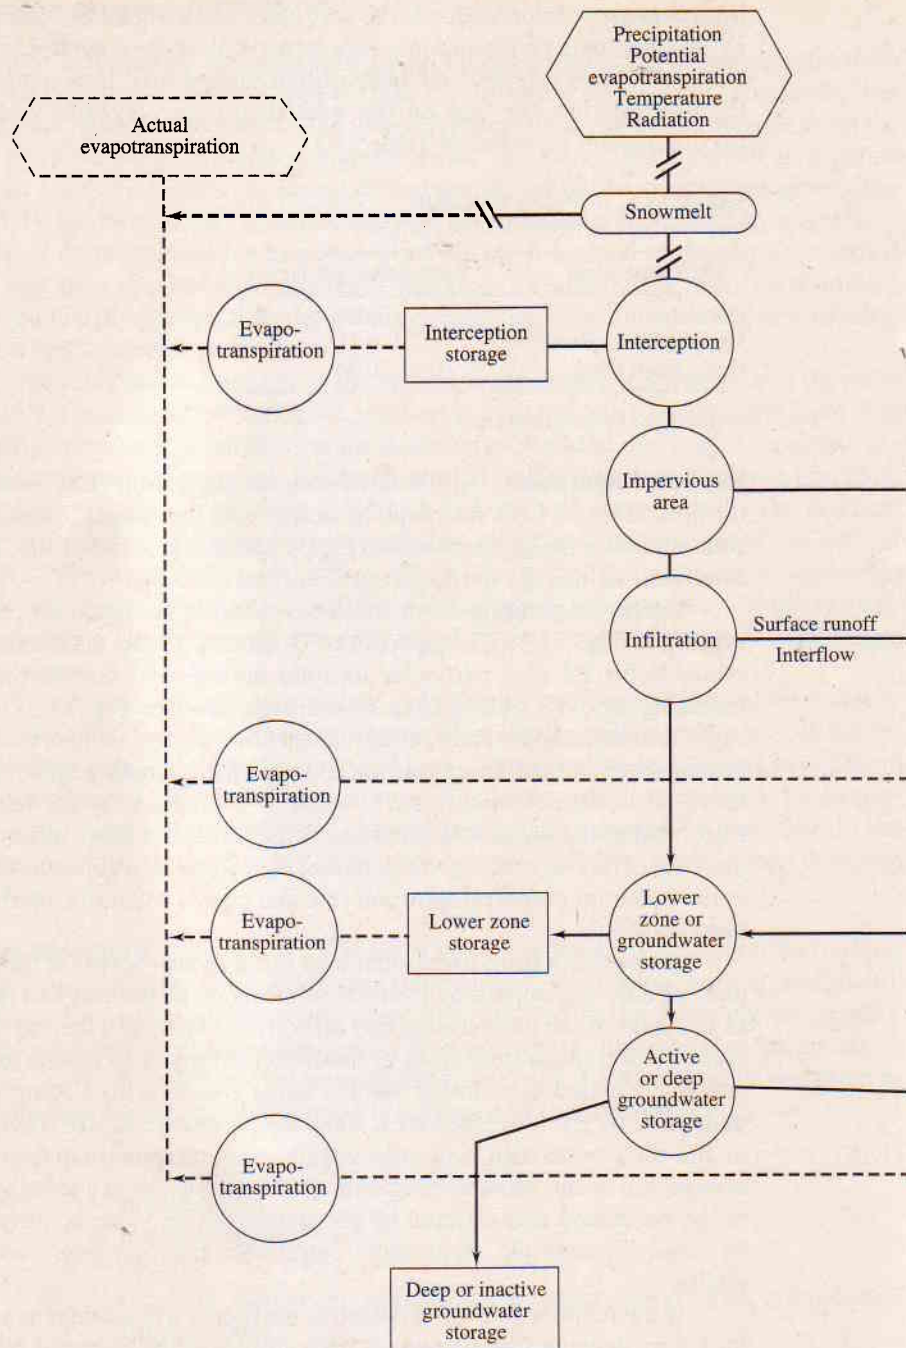 Precipitation
Potential
evapotranspiration
Temperature
Radiation
Actual
evapotranspiration
Snowmelt
Evapo-
transpiration
Interception
storage
Interception
Impervious
area
Infiltration
Surface runoff
Interflow
Evapo-
transpiration
Evapo-
transpiration
Lower zone
storage
Lower
zone or
groundwater
storage
Active
or deep
groundwater
storage
Evapo-
transpiration
Deep or inactive
groundwater
storage